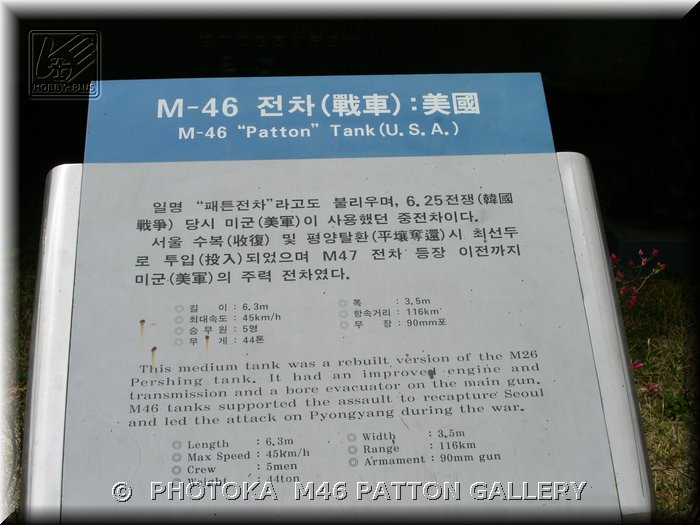 HOBBY-PLUS
M-46 전차(戰車) : 美國
M-46 "Patton" Tank(U.S.A.)
일명 "패튼전차"라고도 불리우며, 6.25전쟁(韓國
戰爭) 당시 미군(美軍)이 사용했던 중전차이다.
서울 수복(收復) 및 평양탈환(平壤奪還)시 최선두
로 투입(投入)되었으며 M47 전차 등장 이전까지
미군(美軍)의 주력 전차였다.
◎ 길 이 : 6.3m ◎ 폭 : 3.5m
◎ 최대속도 : 45km/h ◎ 항속거리 : 116km
◎ 승 무 원 : 5명 ◎ 무 장 : 90mm포
◎ 무 게 : 44톤
This medium tank was a rebuilt version of the M26
Pershing tank. It had an improved engine and
transmission and a bore evacuator on the main gun.
M46 tanks supported the assault to recapture Seoul
and led the attack on Pyongyang during the war.
◎ Length : 6.3m ◎ Width : 3.5m
◎ Max Speed : 45km/h ◎ Range : 116km
◎ Crew : 5men ◎ Armament : 90mm gun
◎ Weight : 44ton
© PHOTOKA M46 PATTON GALLERY